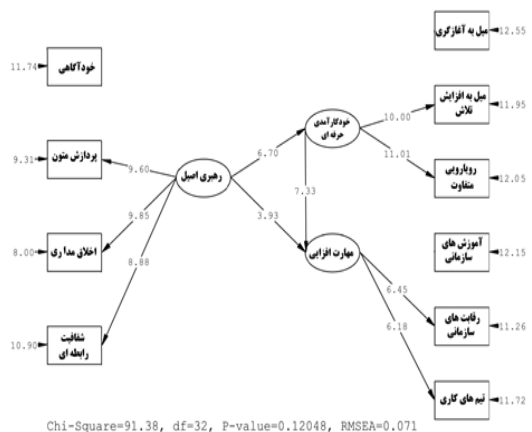 میل به آغازگری
12.55
11.74
خودآگاهی
میل به افزایش
تلاش
11.95
10.00
خودکارآمدی
حرفه ای
6.70
9.31
پردازش متون
9.60
رهبری اصیل
11.01
رویارویی
متفاوت
12.05
7.33
3.93
9.85
8.00
اخلاق مداری
8.88
مهارت افزایی
آموزش های
سازمانی
12.15
6.45
رقابت های
سازمانی
11.26
6.18
10.90
شفافیت
رابطه ای
تیم های کاری
11.72
Chi-Square=91.38, df=32, P-value=0.12048, RMSEA=0.071